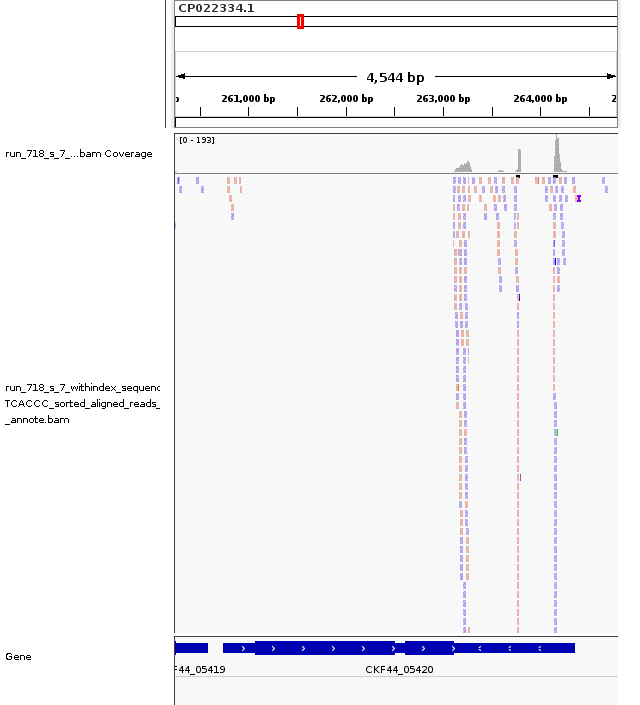 CP022334.1
4,544 bp
261,000 bp 262,000 bp 263,000 bp 264,000 bp 2
run_718_s_7_...bam Coverage
[0 - 193]
run_718_s_7_withindex_sequenc
TCACCC_sorted_aligned_reads_
_annote.bam
Gene
F44_05419 CKF44_05420